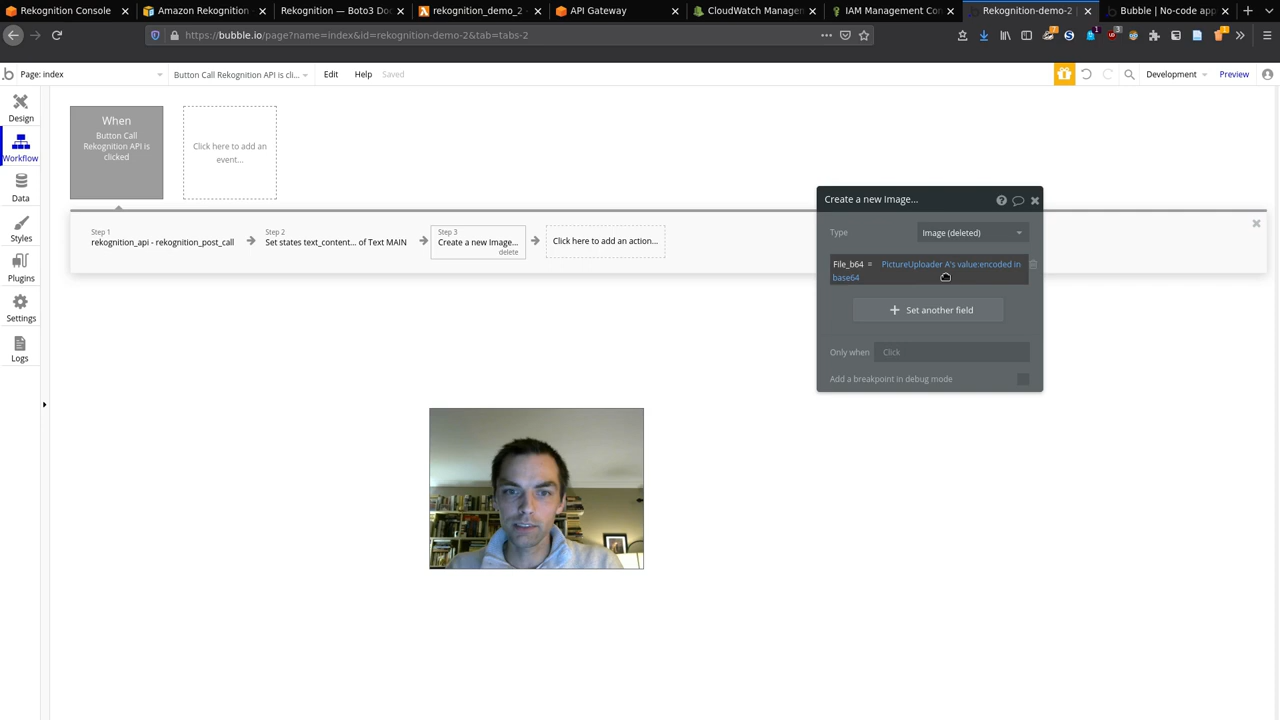 Rekognition Console
Amazon Rekognition
Rekognition — Boto3 Doc
rekognition_demo_2 -
API Gateway
CloudWatch Managem
IAM Management Con
Rekognition-demo-2
Bubble | No-code app
https://bubble.io/page?name=index&id=rekognition-demo-2&tab=tabs-2
Page: index
Button Call Rekognition API is cli...
Edit
Help
Saved
Development
Preview
Design
Workflow
Data
Styles
Plugins
Settings
Logs
When
Button Call
Rekognition API is
clicked
Click here to add an
event...
Step 1
rekognition_api - rekognition_post_call
Step 2
Set states text_content... of Text MAIN
Step 3
Create a new Image...
delete
Click here to add an action...
Create a new Image...
Type
Image (deleted)
File_b64 = PictureUploader A's value:encoded in
base64
Set another field
Only when
Click
Add a breakpoint in debug mode